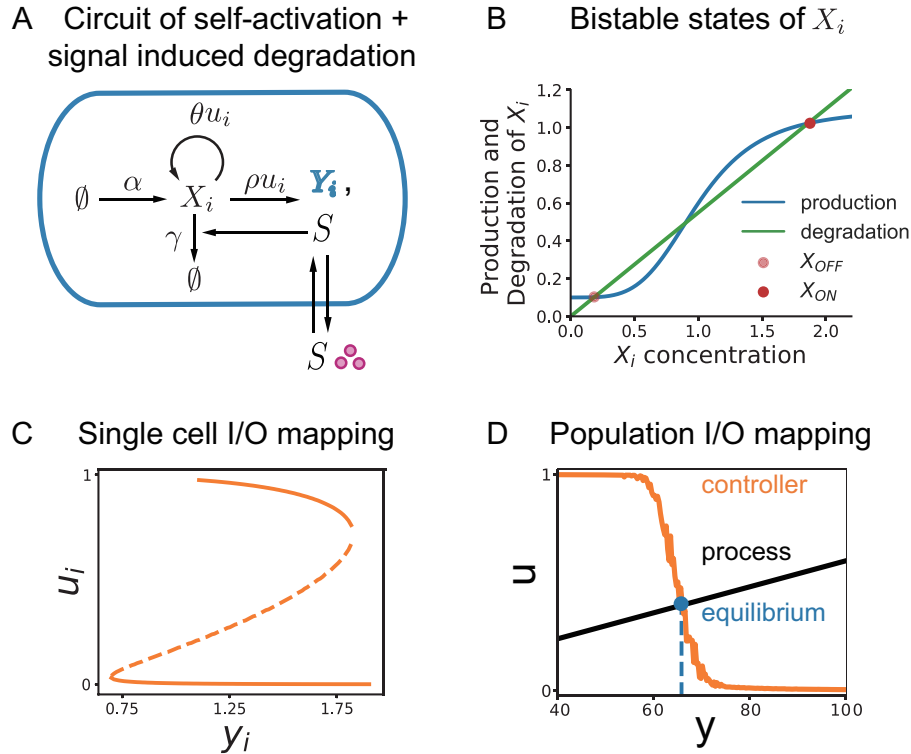 A Circuit of self-activation +
signal induced degradation
θu_i
∅ α X_i ρu_i Y_i ,
γ S
∅
S
B Bistable states of X_i
Production and
Degradation of X_i
1.2
1.0
0.8
0.6
0.4
0.2
0.0
production
degradation
X_OFF
X_ON
0.0 0.5 1.0 1.5 2.0
X_i concentration
C Single cell I/O mapping
1
u_i
0
0.75 1.25 1.75
y_i
D Population I/O mapping
1
controller
process
u
equilibrium
0
40 60 80 100
y